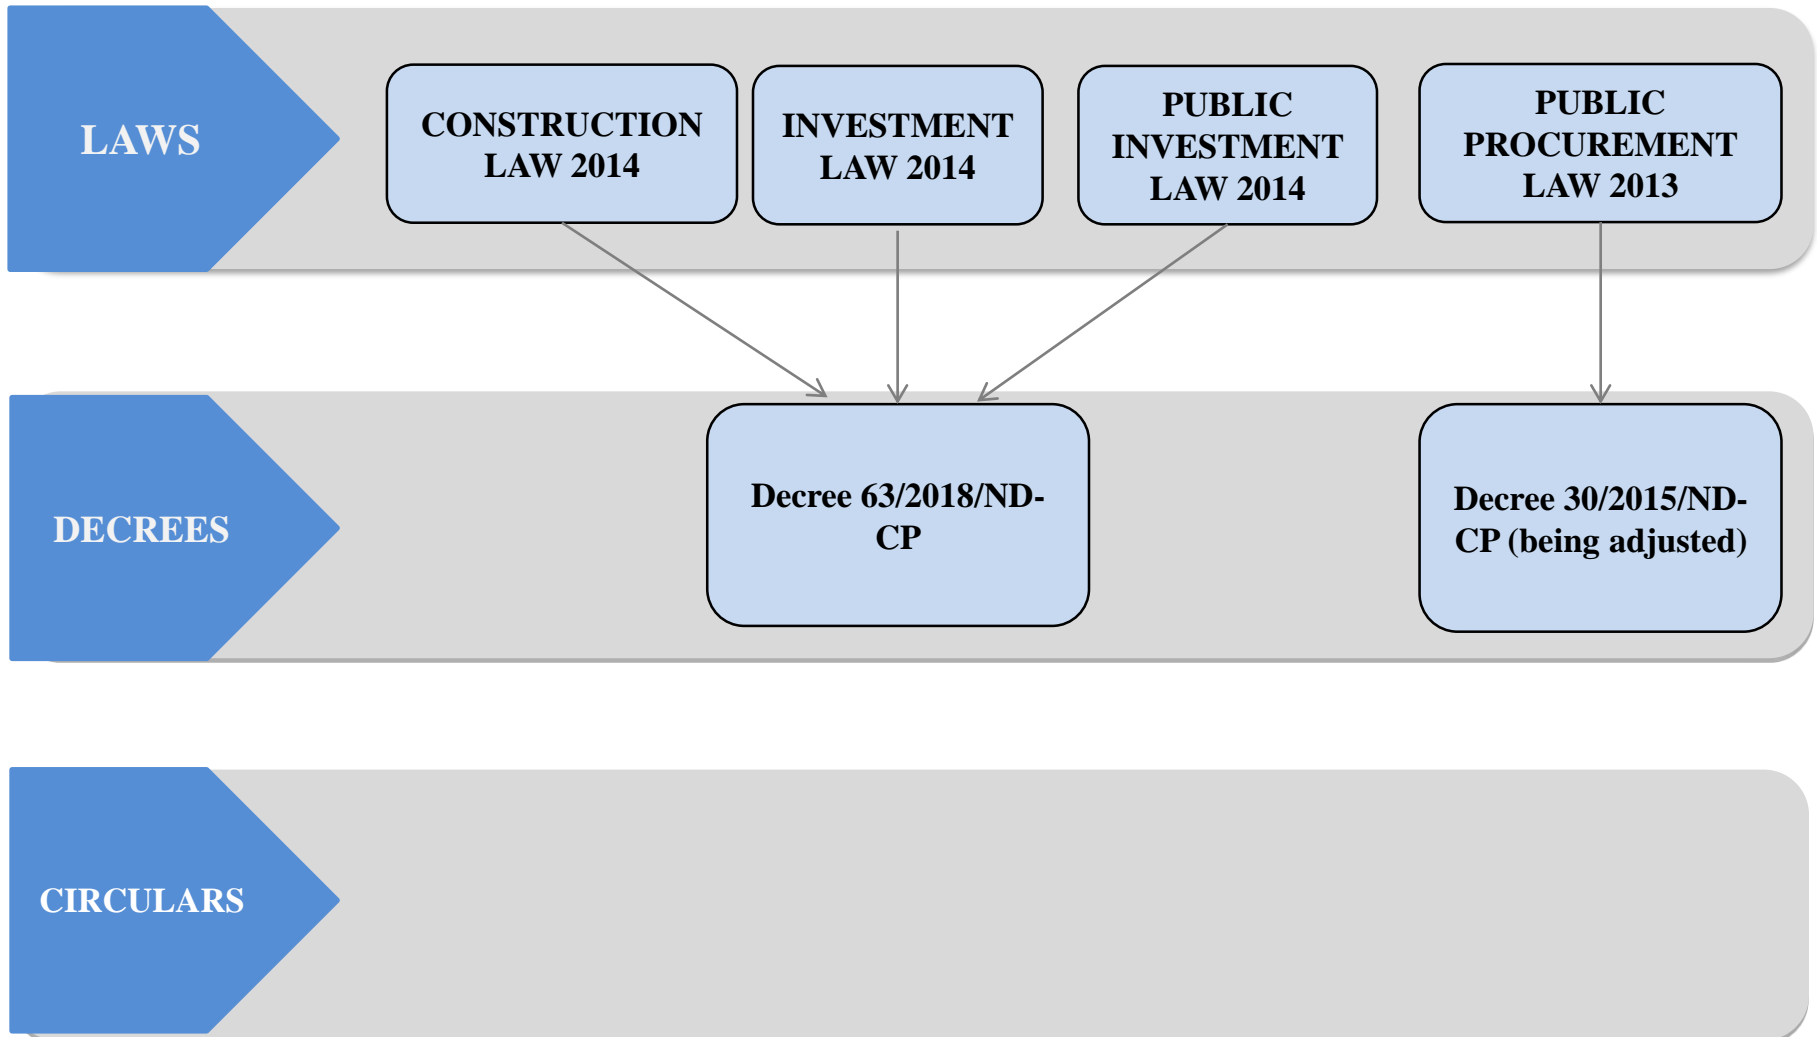 LAWS
CONSTRUCTION
LAW 2014
INVESTMENT
LAW 2014
PUBLIC
INVESTMENT
LAW 2014
PUBLIC
PROCUREMENT
LAW 2013
DECREES
Decree 63/2018/ND-
CP
Decree 30/2015/ND-
CP (being adjusted)
CIRCULARS